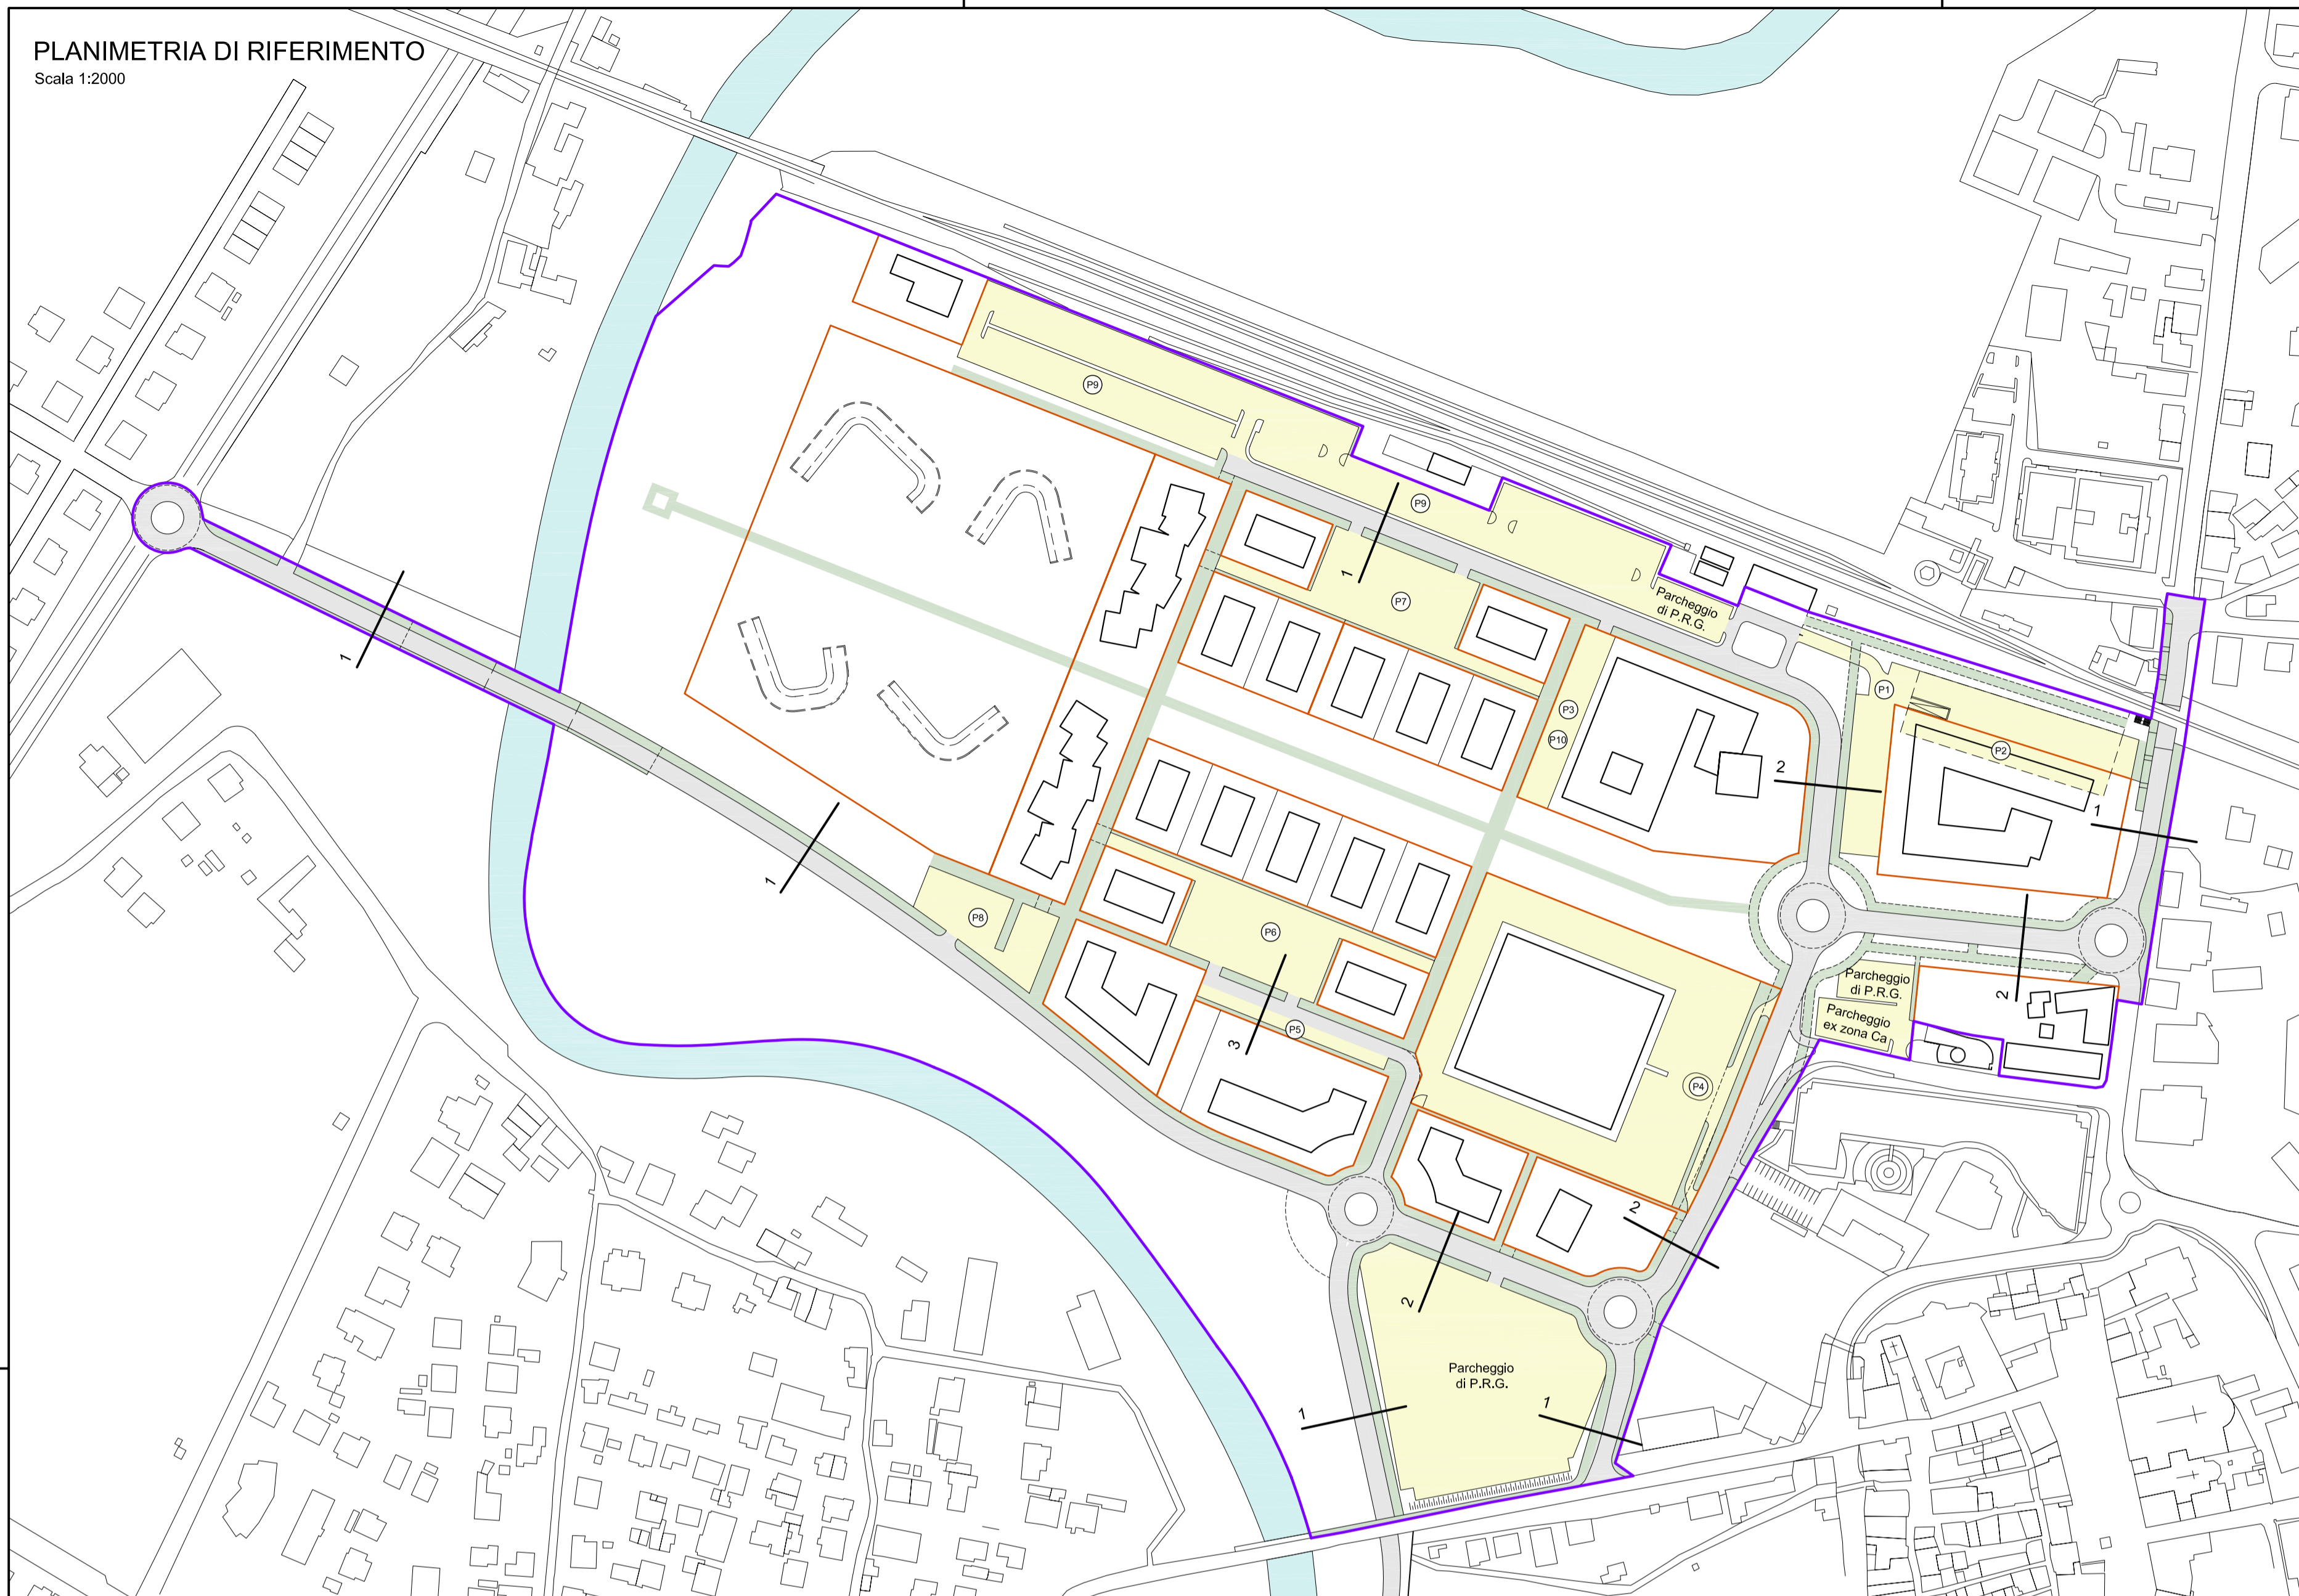 PLANIMETRIA DI RIFERIMENTO
Scala 1:2000
P9
P9
1
P7
Parcheggio
di P.R.G.
1
P1
P3
P10
P2
2
1
1
P8
P6
Parcheggio
di P.R.G.
2
Parcheggio
ex zona Ca
P5
3
P4
2
2
Parcheggio
di P.R.G.
1
1